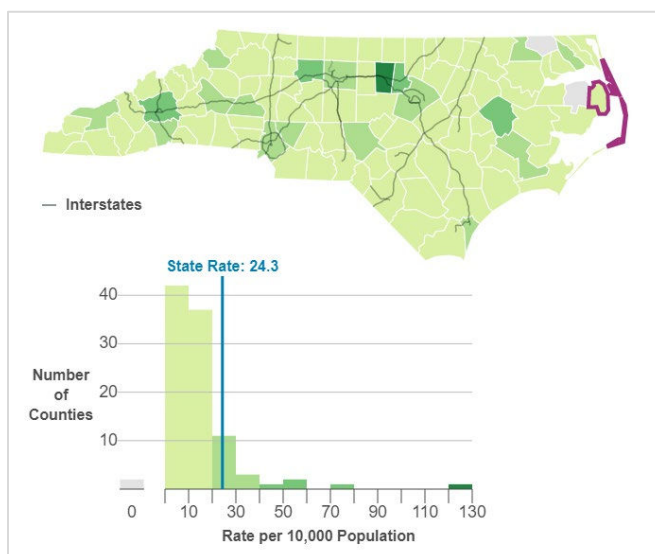 — Interstates
State Rate: 24.3
40
30
20
10
Number
of
Counties
0 10 30 50 70 90 110 130
Rate per 10,000 Population